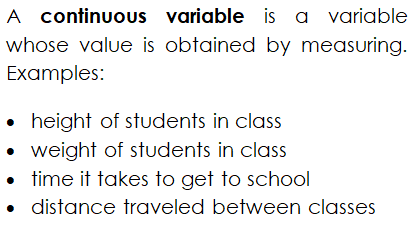 A continuous variable is a variable
whose value is obtained by measuring.
Examples:
• height of students in class
• weight of students in class
• time it takes to get to school
• distance traveled between classes